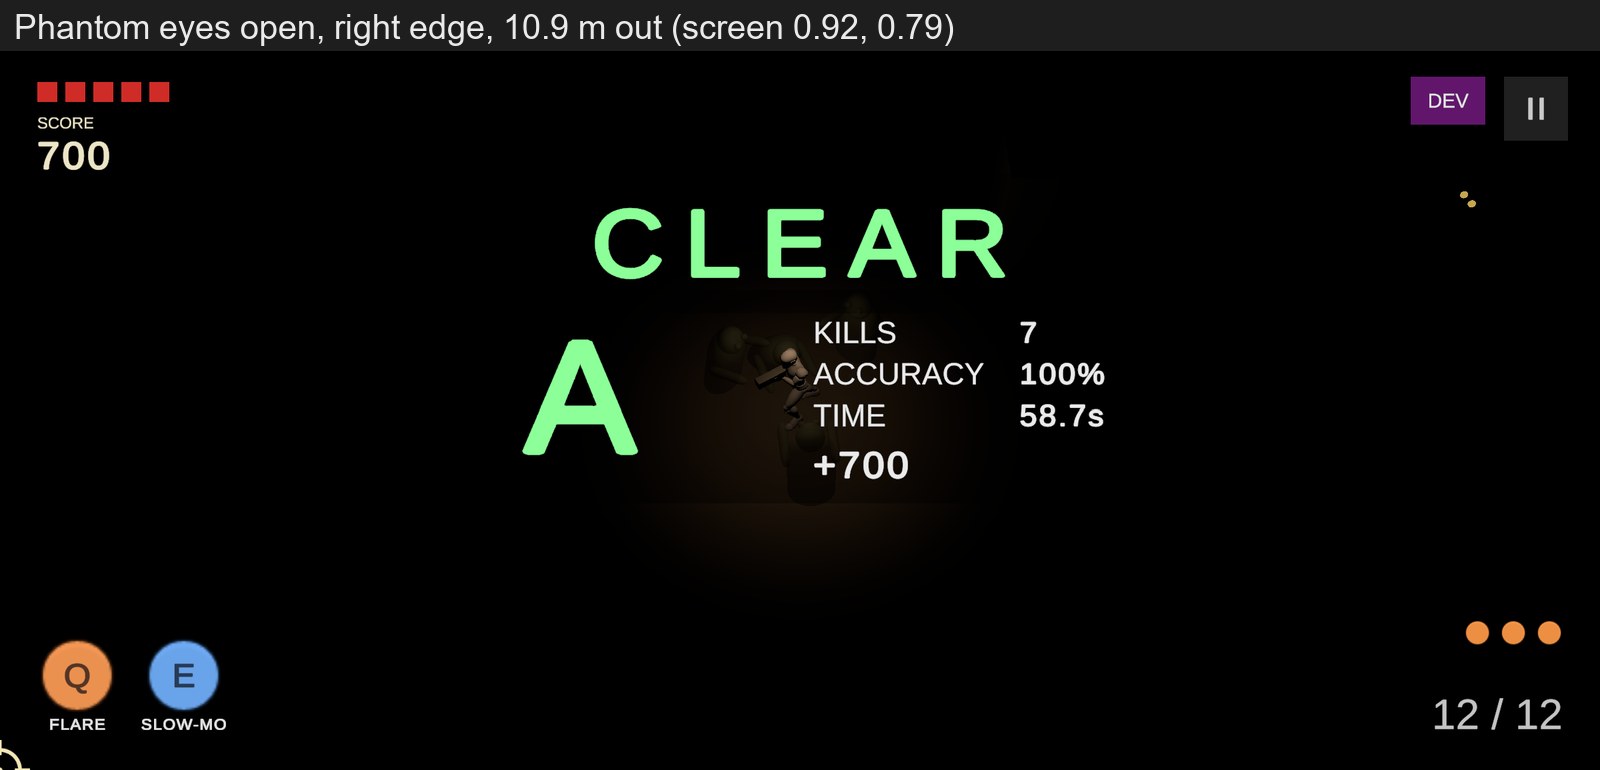 Phantom eyes open, right edge, 10.9 m out (screen 0.92, 0.79)
SCORE
700
DEV
CLEAR
A
KILLS 7
ACCURACY 100%
TIME 58.7s
+700
Q
FLARE
E
SLOW-MO
12 / 12